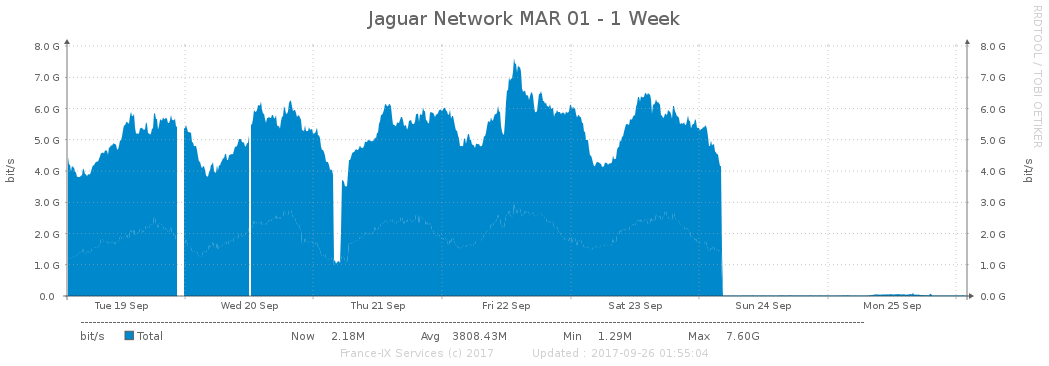 Jaguar Network MAR 01 - 1 Week
RRDTOOL / TOBI OETIKER
bit/s
8.0 G 8.0 G
7.0 G 7.0 G
6.0 G 6.0 G
5.0 G 5.0 G
4.0 G 4.0 G
3.0 G 3.0 G
2.0 G 2.0 G
1.0 G 1.0 G
0.0 0.0 G
bit/s
Tue 19 Sep Wed 20 Sep Thu 21 Sep Fri 22 Sep Sat 23 Sep Sun 24 Sep Mon 25 Sep
bit/s Total Now 2.18M Avg 3808.43M Min 1.29M Max 7.60G
France-IX Services (c) 2017 Updated : 2017-09-26 01:55:04